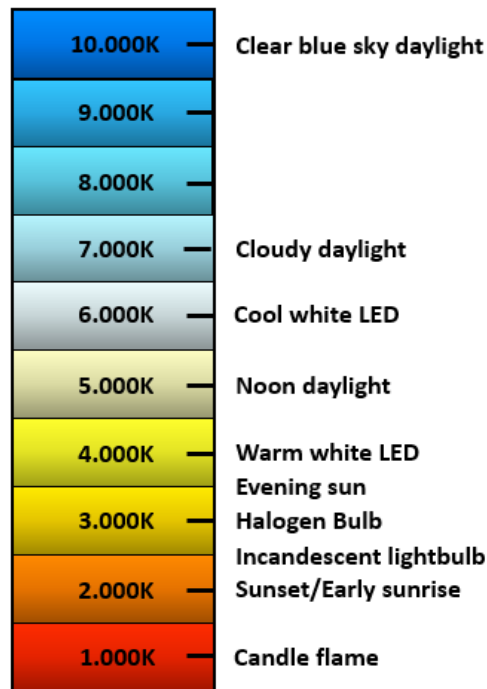 10.000K Clear blue sky daylight
9.000K
8.000K
7.000K Cloudy daylight
6.000K Cool white LED
5.000K Noon daylight
4.000K Warm white LED
Evening sun
3.000K Halogen Bulb
Incandescent lightbulb
2.000K Sunset/Early sunrise
1.000K Candle flame